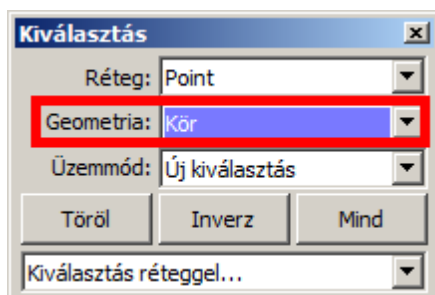 Kiválasztás
Réteg: Point
Geometria: Kör
Üzemmód: Új kiválasztás
Töröl Inverz Mind
Kiválasztás réteggel...